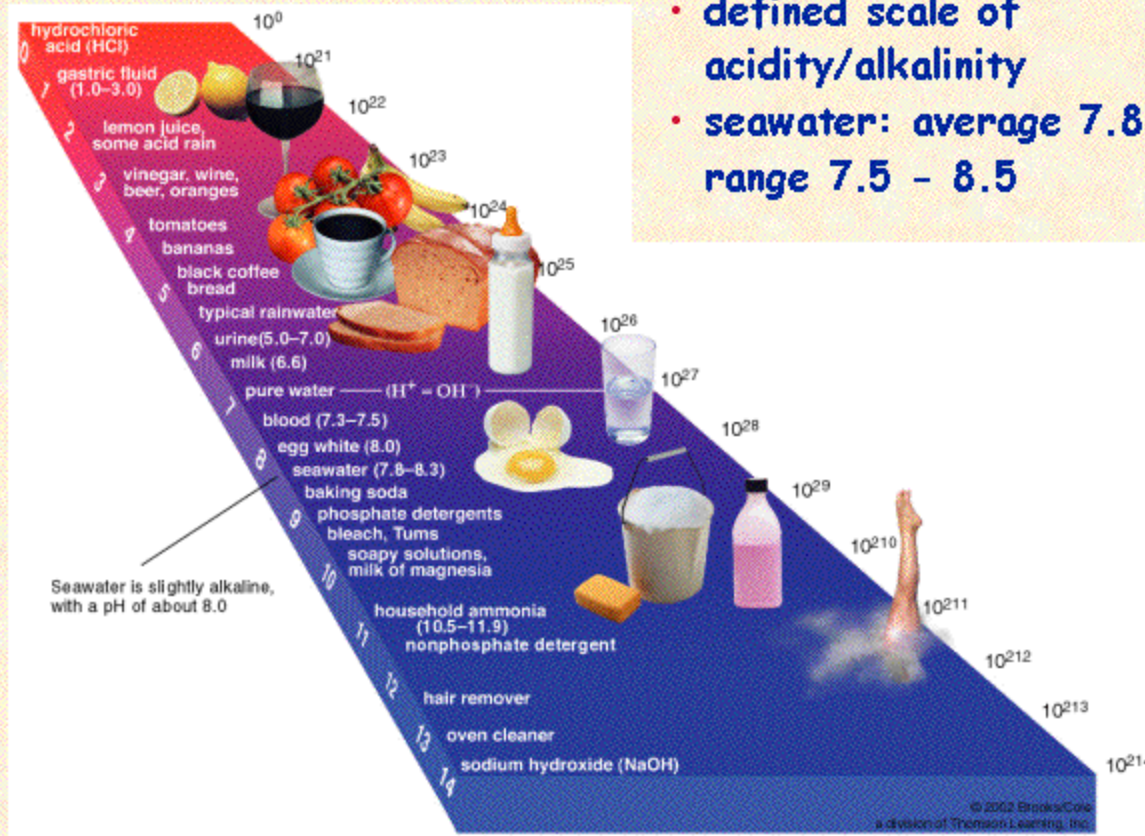 • defined scale of
acidity/alkalinity
• seawater: average 7.8
range 7.5 – 8.5
10⁰
10²¹
10²²
10²³
10²⁴
10²⁵
10²⁶
10²⁷
10²⁸
10²⁹
10²¹⁰
10²¹¹
10²¹²
10²¹³
10²¹⁴
0
1
2
3
4
5
6
7
8
9
10
11
12
13
14
hydrochloric
acid (HCl)
gastric fluid
(1.0–3.0)
lemon juice,
some acid rain
vinegar, wine,
beer, oranges
tomatoes
bananas
black coffee
bread
typical rainwater
urine(5.0–7.0)
milk (6.6)
pure water (H⁺ = OH⁻)
blood (7.3–7.5)
egg white (8.0)
seawater (7.8–8.3)
baking soda
phosphate detergents
bleach, Tums
soapy solutions,
milk of magnesia
household ammonia
(10.5–11.9)
nonphosphate detergent
hair remover
oven cleaner
sodium hydroxide (NaOH)
Seawater is slightly alkaline,
with a pH of about 8.0
© 2002 Brooks/Cole
a division of Thomson Learning, Inc.